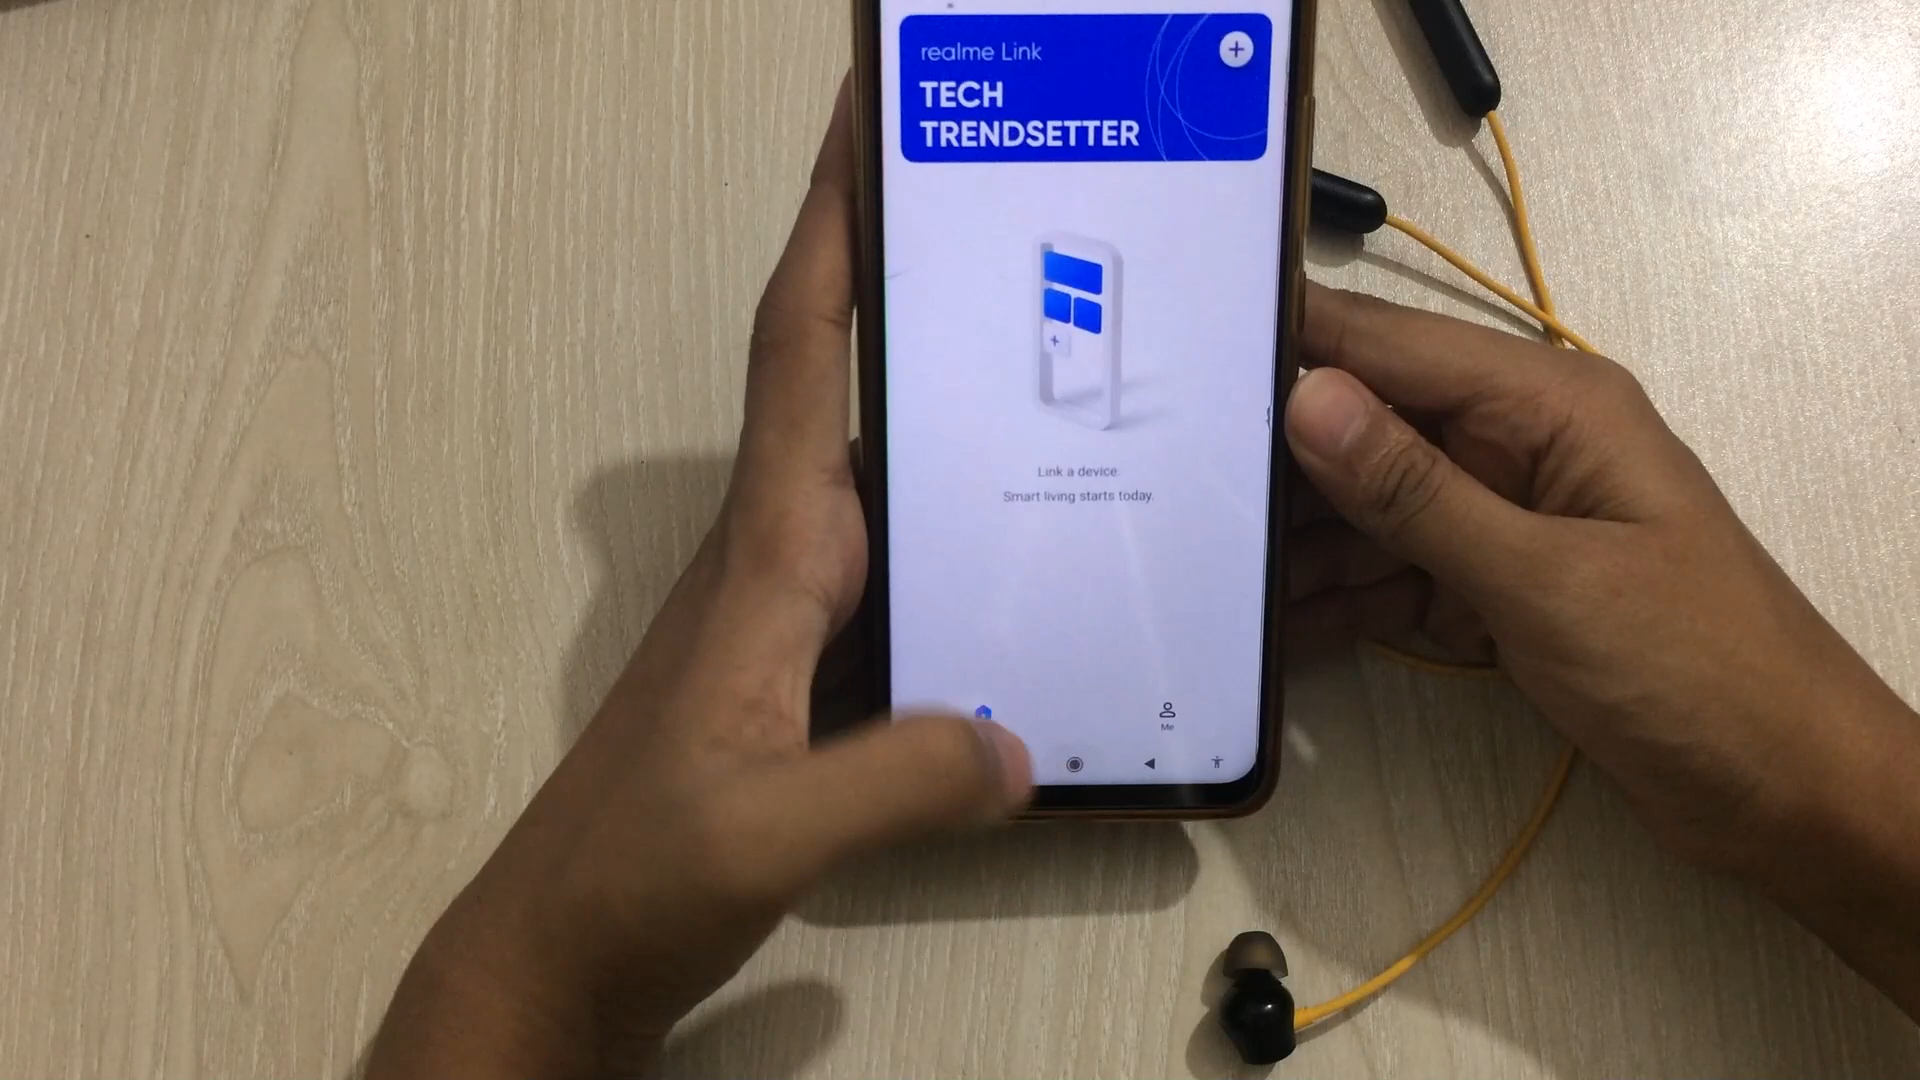 realme Link
TECH
TRENDSETTER
Link a device.
Smart living starts today.
Me